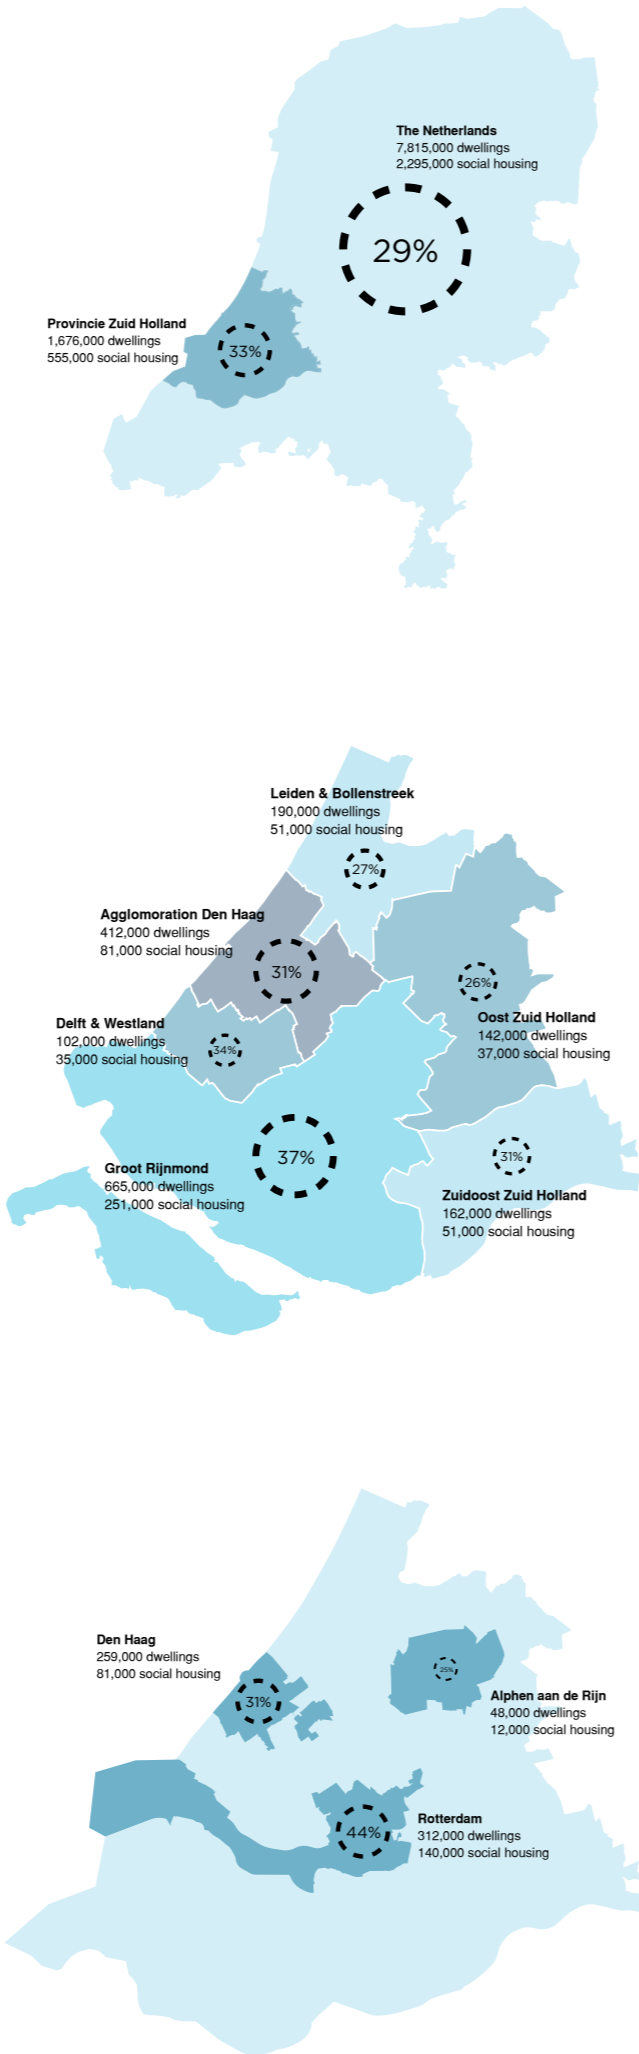 The Netherlands
7,815,000 dwellings
2,295,000 social housing
29%
Provincie Zuid Holland
1,676,000 dwellings
555,000 social housing
33%
Leiden & Bollenstreek
190,000 dwellings
51,000 social housing
27%
Agglomoration Den Haag
412,000 dwellings
81,000 social housing
31%
26%
Oost Zuid Holland
142,000 dwellings
37,000 social housing
Delft & Westland
102,000 dwellings
35,000 social housing
34%
37%
Groot Rijnmond
665,000 dwellings
251,000 social housing
31%
Zuidoost Zuid Holland
162,000 dwellings
51,000 social housing
Den Haag
259,000 dwellings
81,000 social housing
31%
25%
Alphen aan de Rijn
48,000 dwellings
12,000 social housing
44%
Rotterdam
312,000 dwellings
140,000 social housing